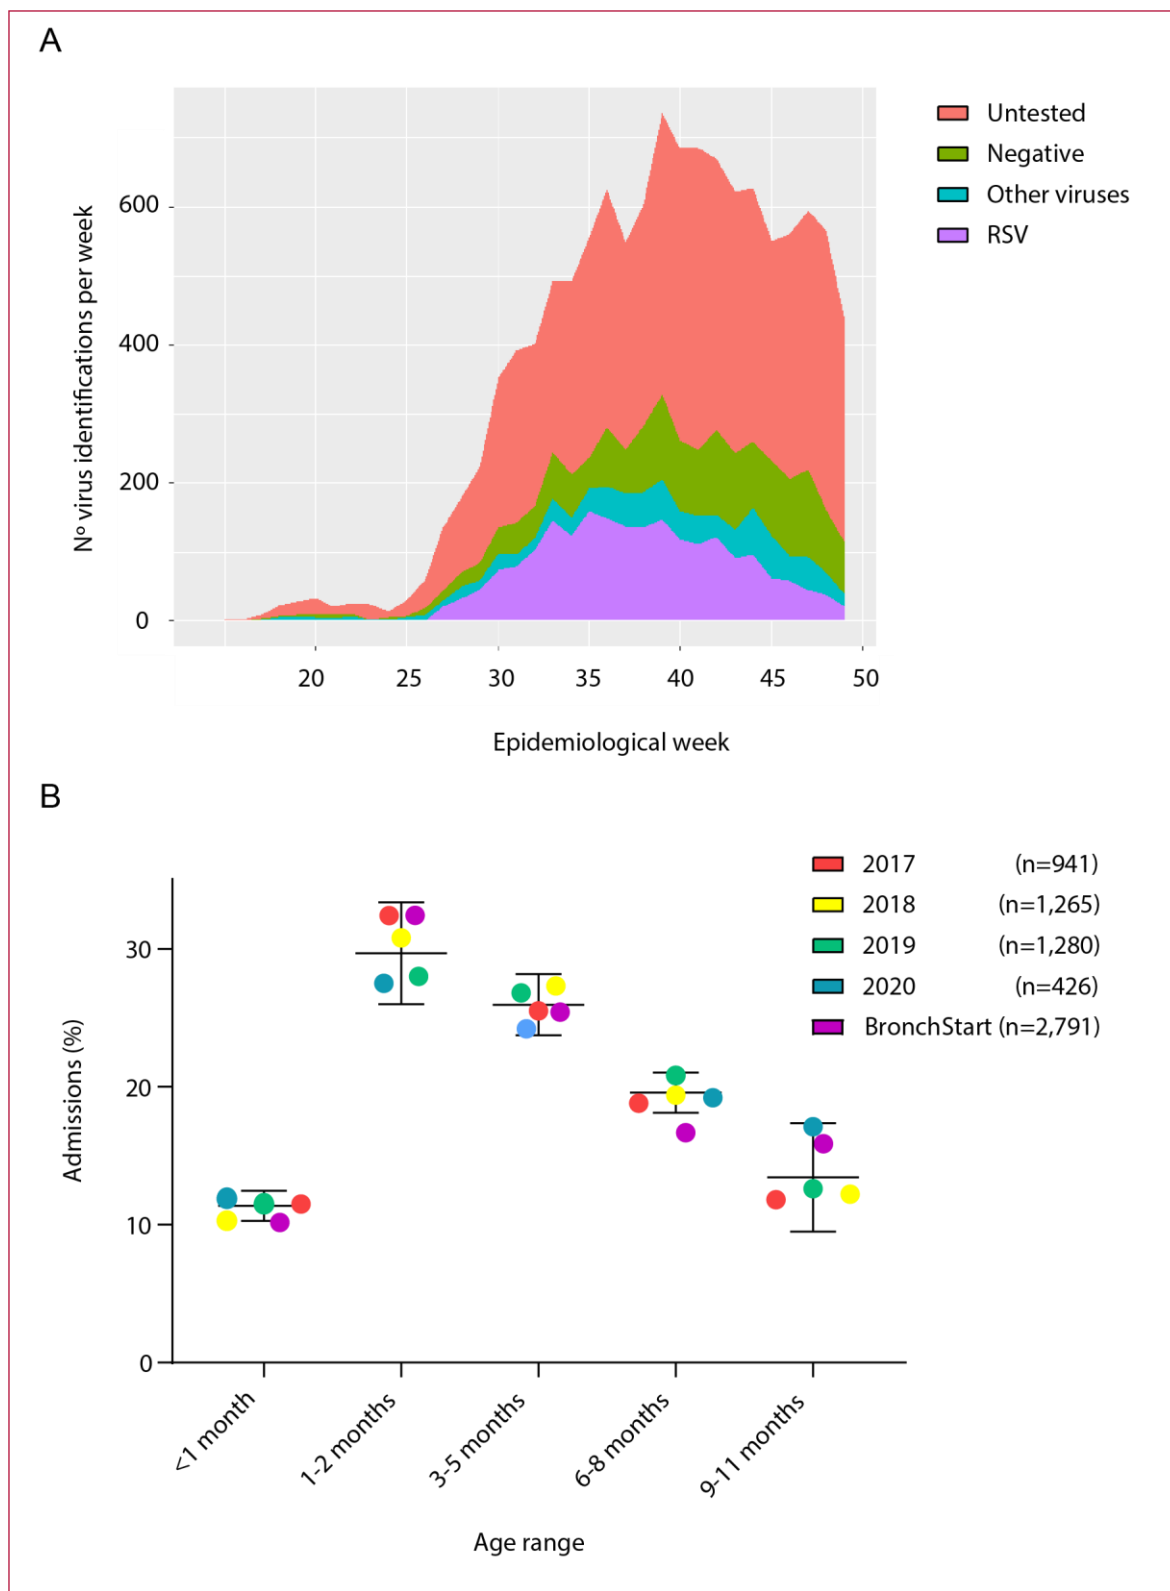 A
Nº virus identifications per week
600
400
200
0
20 25 30 35 40 45 50
Epidemiological week
Untested
Negative
Other viruses
RSV
B
Admissions (%)
30
20
10
0
<1 month
1-2 months
3-5 months
6-8 months
9-11 months
Age range
2017 (n=941)
2018 (n=1,265)
2019 (n=1,280)
2020 (n=426)
BronchStart (n=2,791)